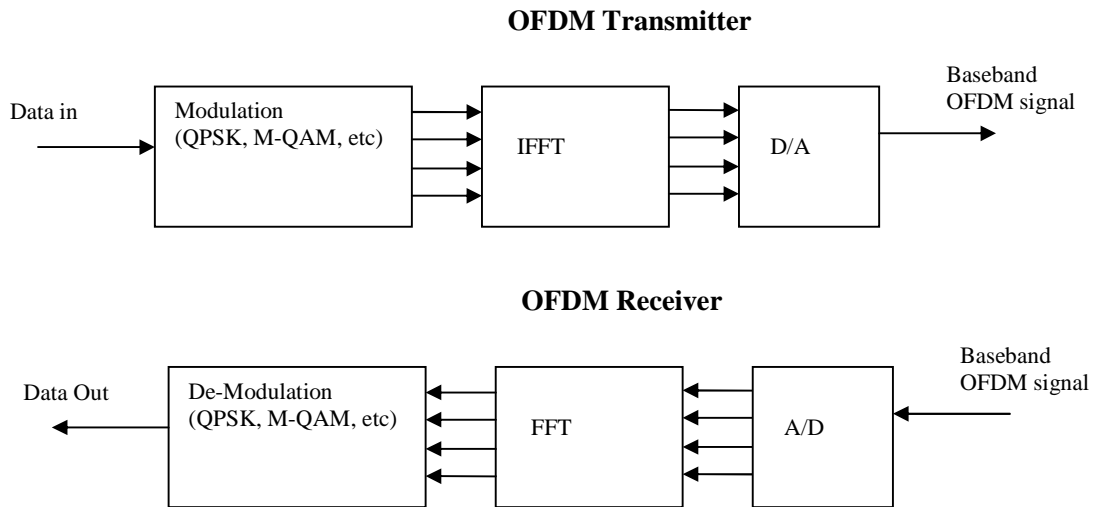 OFDM Transmitter
Data in
Modulation
(QPSK, M-QAM, etc)
IFFT
D/A
Baseband
OFDM signal
OFDM Receiver
Data Out
De-Modulation
(QPSK, M-QAM, etc)
FFT
A/D
Baseband
OFDM signal